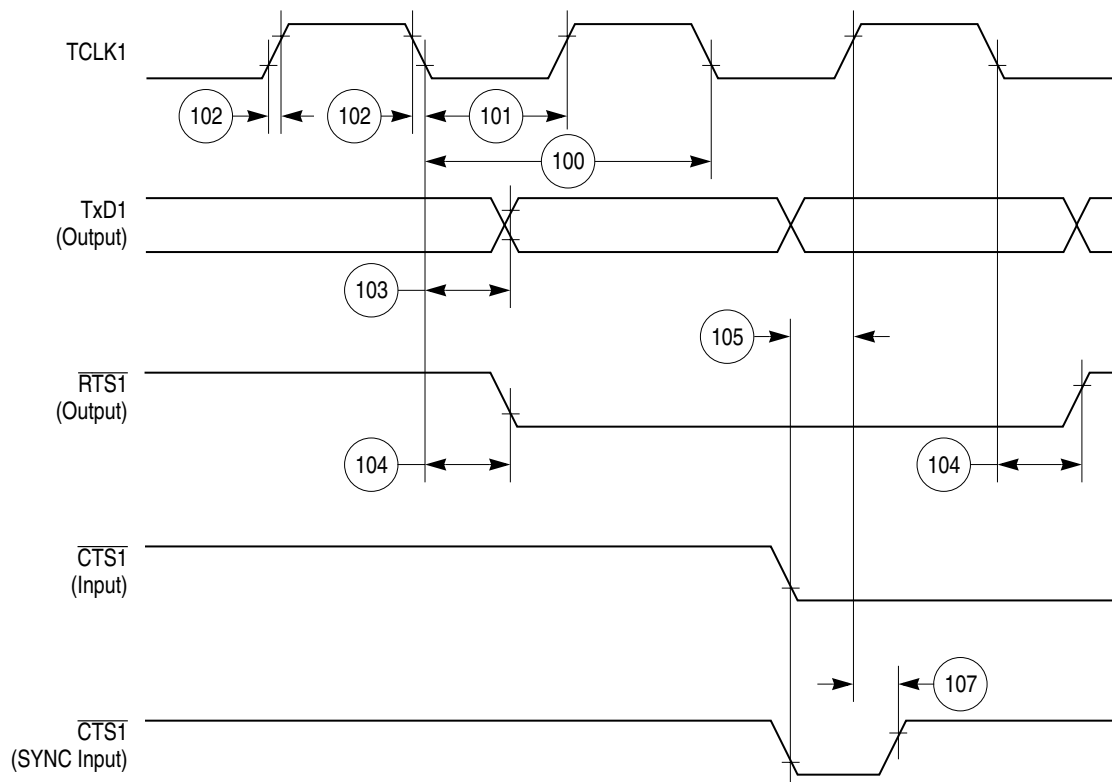 TCLK1
102
102
101
100
TxD1
(Output)
103
105
RTS1
(Output)
104
104
CTS1
(Input)
107
CTS1
(SYNC Input)